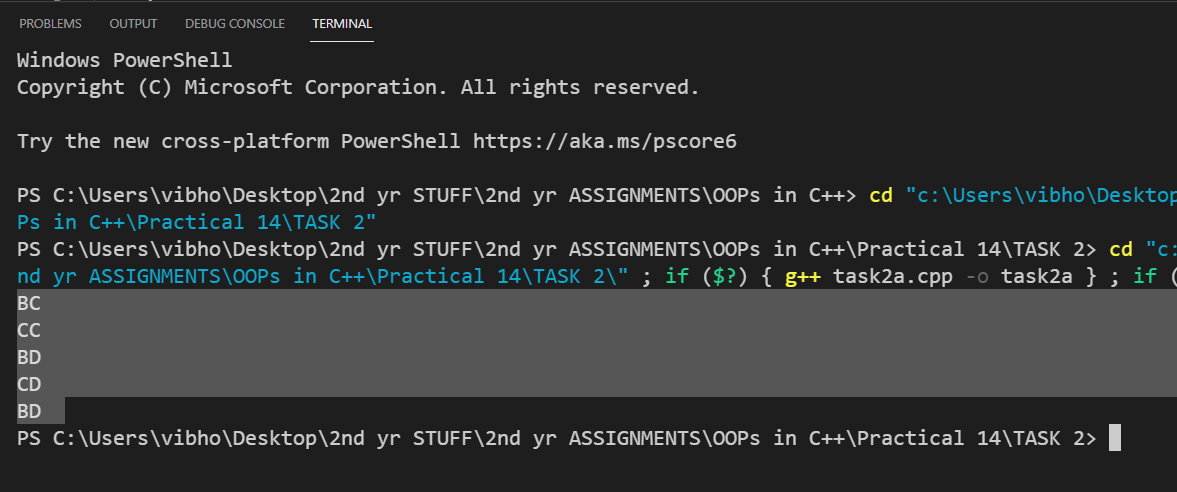 PROBLEMS OUTPUT DEBUG CONSOLE TERMINAL
Windows PowerShell
Copyright (C) Microsoft Corporation. All rights reserved.
Try the new cross-platform PowerShell https://aka.ms/pscore6
PS C:\Users\vibho\Desktop\2nd yr STUFF\2nd yr ASSIGNMENTS\OOPs in C++> cd "c:\Users\vibho\Desktop
Ps in C++\Practical 14\TASK 2"
PS C:\Users\vibho\Desktop\2nd yr STUFF\2nd yr ASSIGNMENTS\OOPs in C++\Practical 14\TASK 2> cd "c:
nd yr ASSIGNMENTS\OOPs in C++\Practical 14\TASK 2\" ; if ($?) { g++ task2a.cpp -o task2a } ; if (
BC
CC
BD
CD
BD
PS C:\Users\vibho\Desktop\2nd yr STUFF\2nd yr ASSIGNMENTS\OOPs in C++\Practical 14\TASK 2>